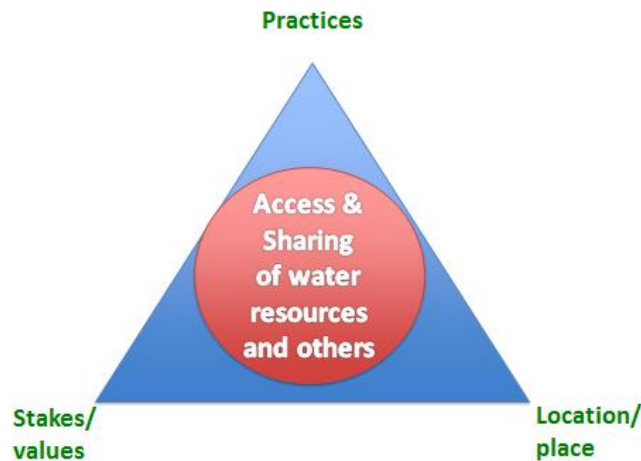 Practices
Access &
Sharing
of water
resources
and others
Stakes/
values
Location/
place